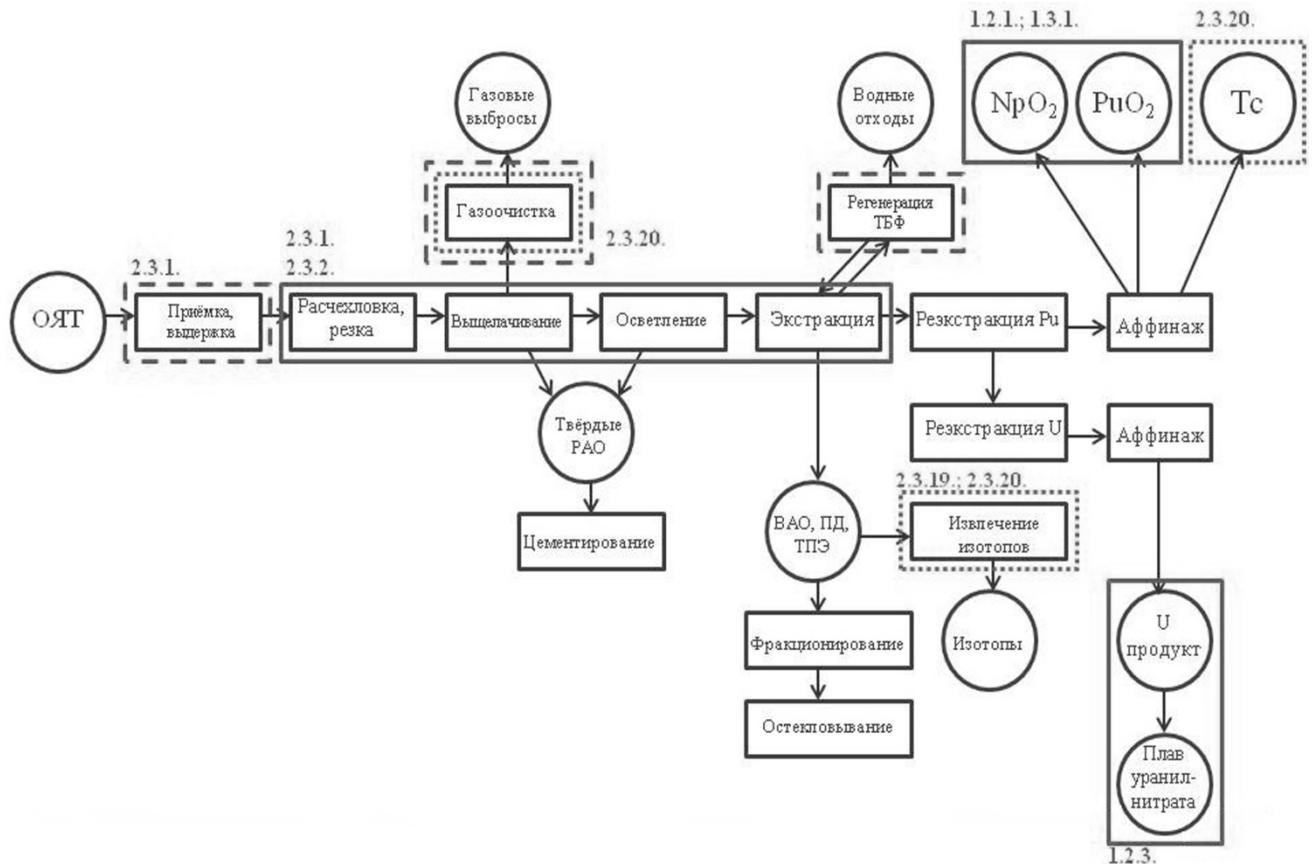 1.2.1.; 1.3.1.
2.3.20.
NpO₂
PuO₂
Tc
Газовые
выбросы
Водные
отходы
Газоочистка
Регенерация
ТБФ
2.3.20.
2.3.1.
2.3.1.
2.3.2.
ОЯТ
Приёмка,
выдержка
Расчехловка,
резка
Выщелачивание
Осветление
Экстракция
Реэкстракция Pu
Аффинаж
Твёрдые
РАО
Реэкстракция U
Аффинаж
Цементирование
ВАО, ПД,
ТПЭ
2.3.19.; 2.3.20.
Извлечение
изотопов
Фракционирование
Изотопы
U
продукт
Остекловывание
Плав
уранил-
нитрата
1.2.3.